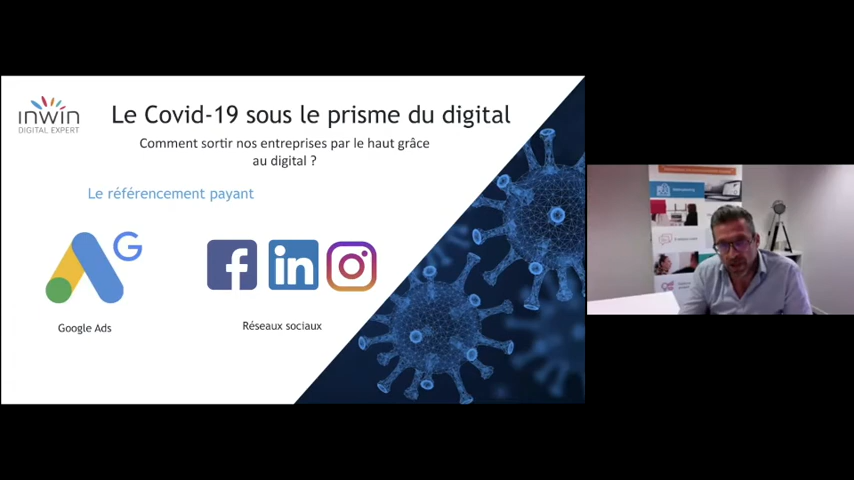 inwin
DIGITAL EXPERT
Le Covid-19 sous le prisme du digital
Comment sortir nos entreprises par le haut grâce
au digital ?
Le référencement payant
Google Ads
Réseaux sociaux